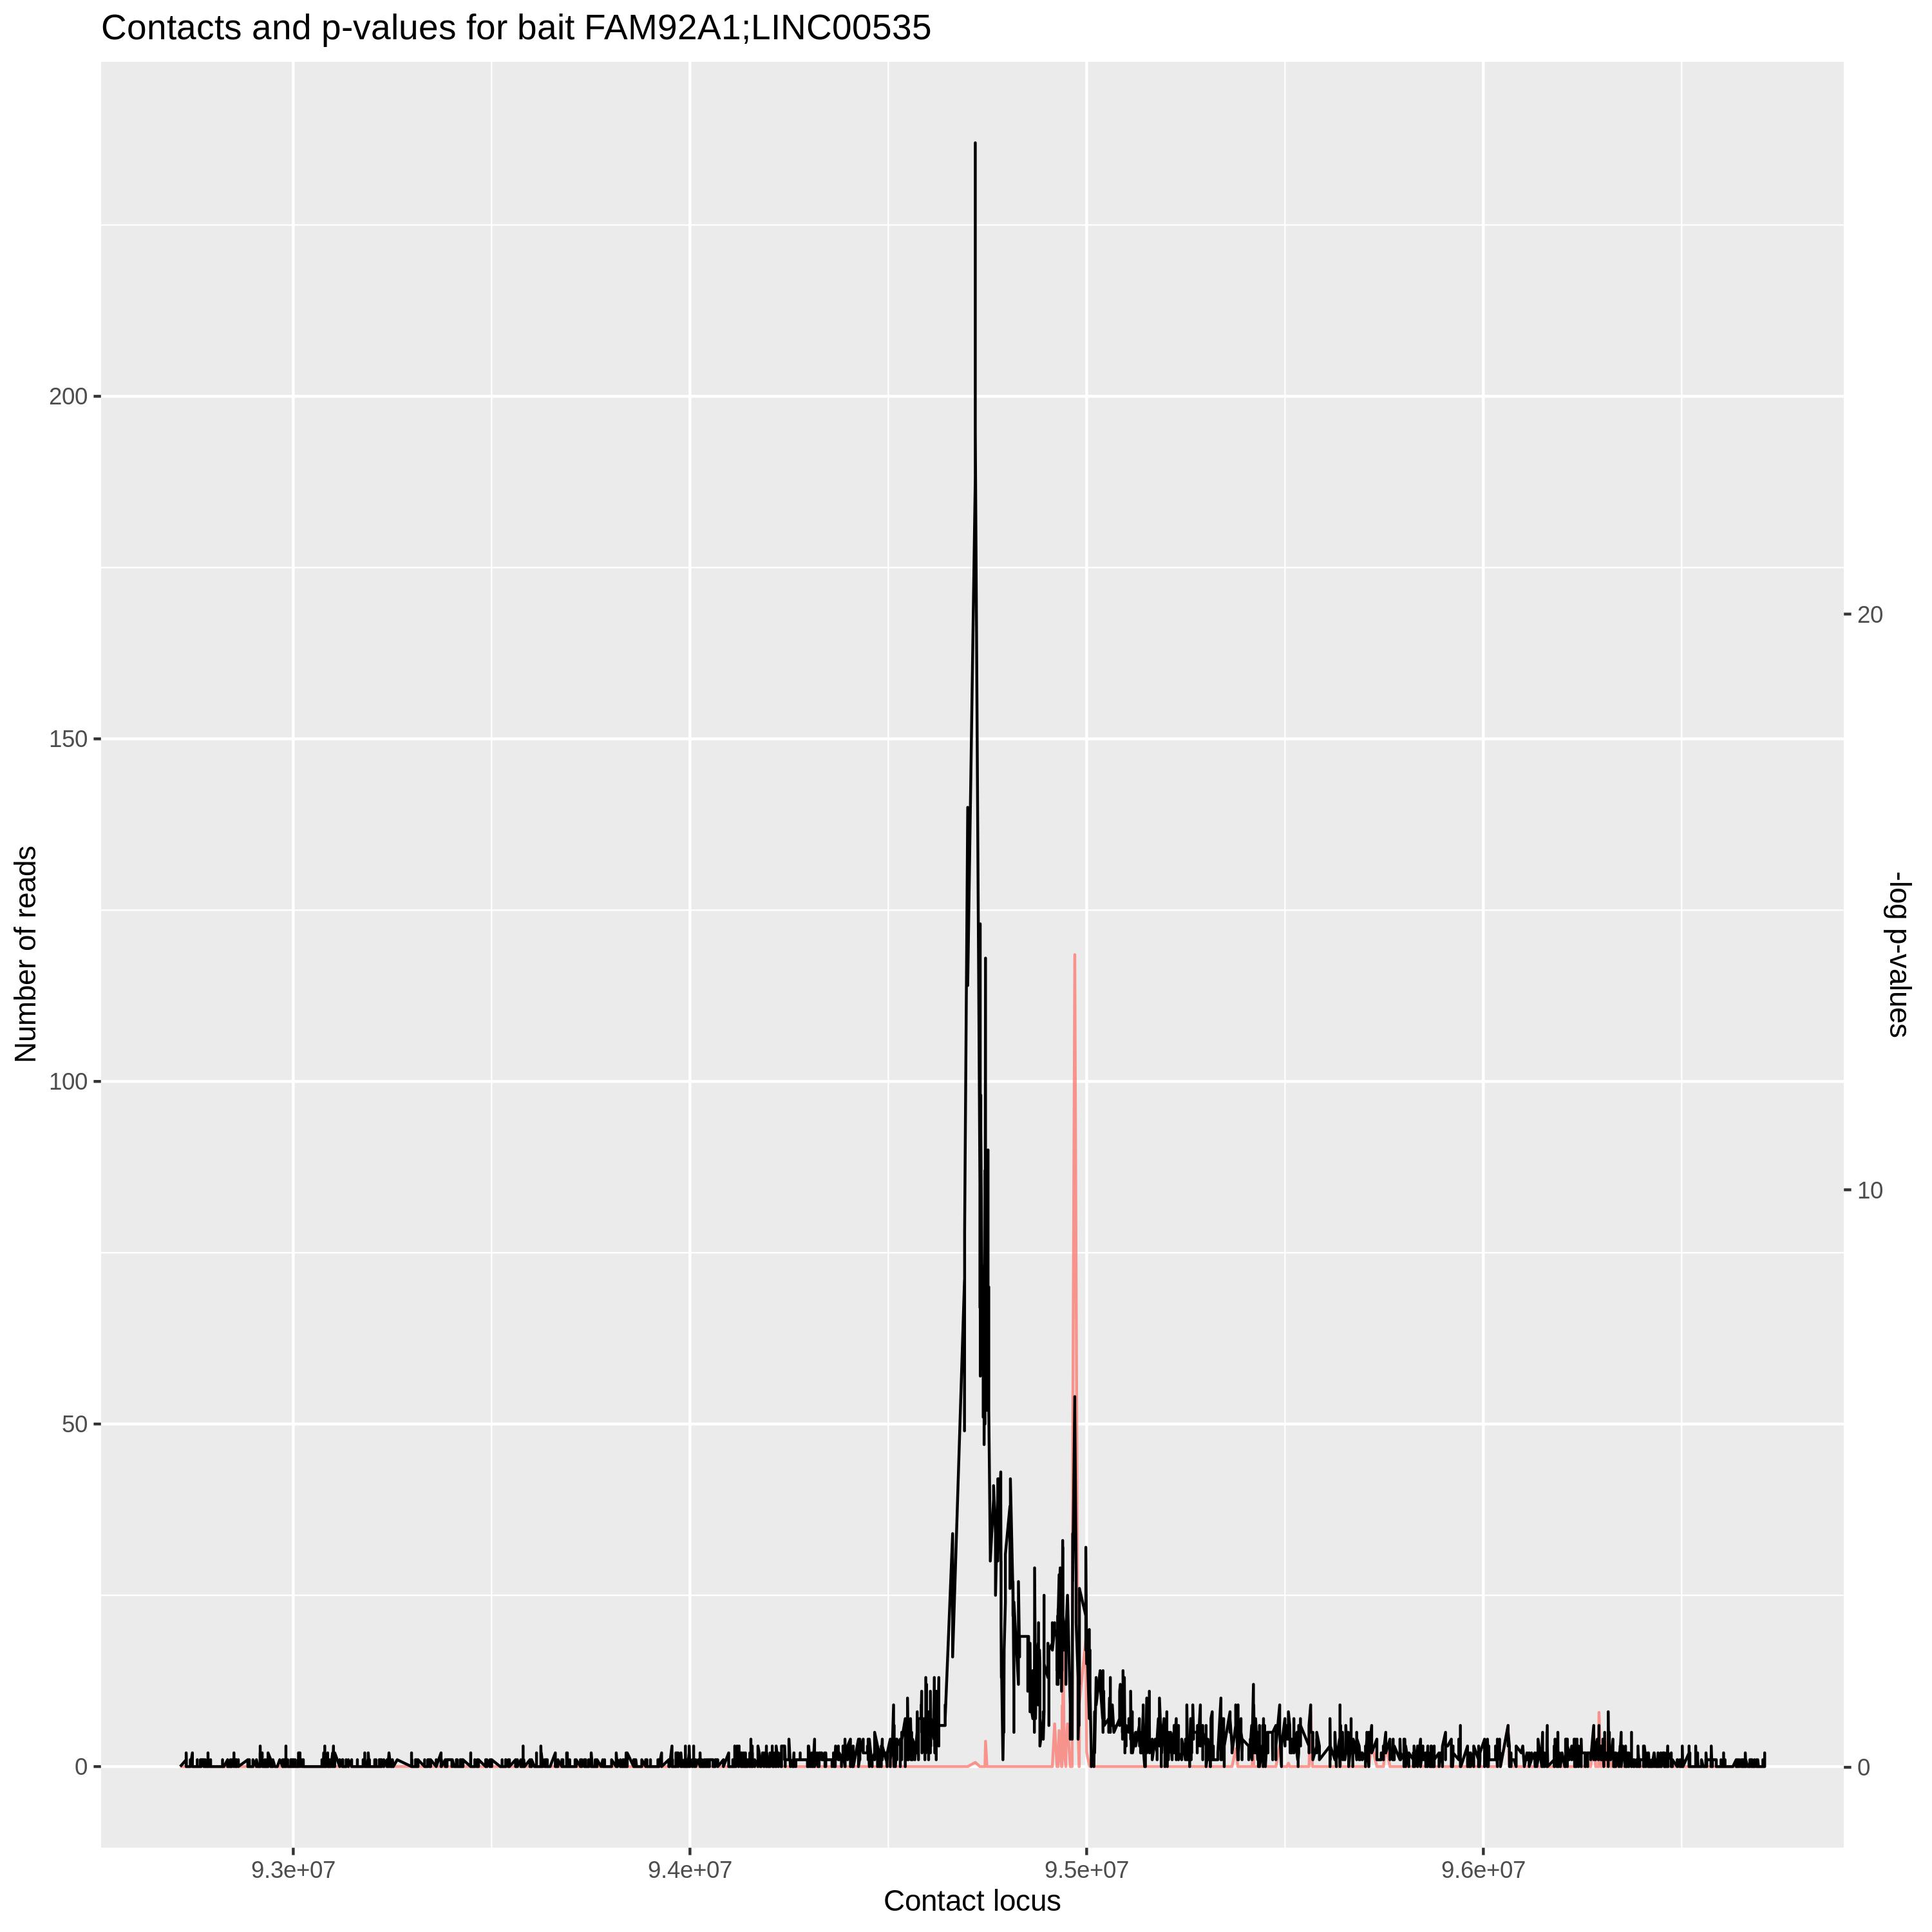 Contacts and p-values for bait FAM92A1;LINC00535
Number of reads
200
150
100
50
0
20
10
0
-log p-values
9.3e+07
9.4e+07
9.5e+07
9.6e+07
Contact locus